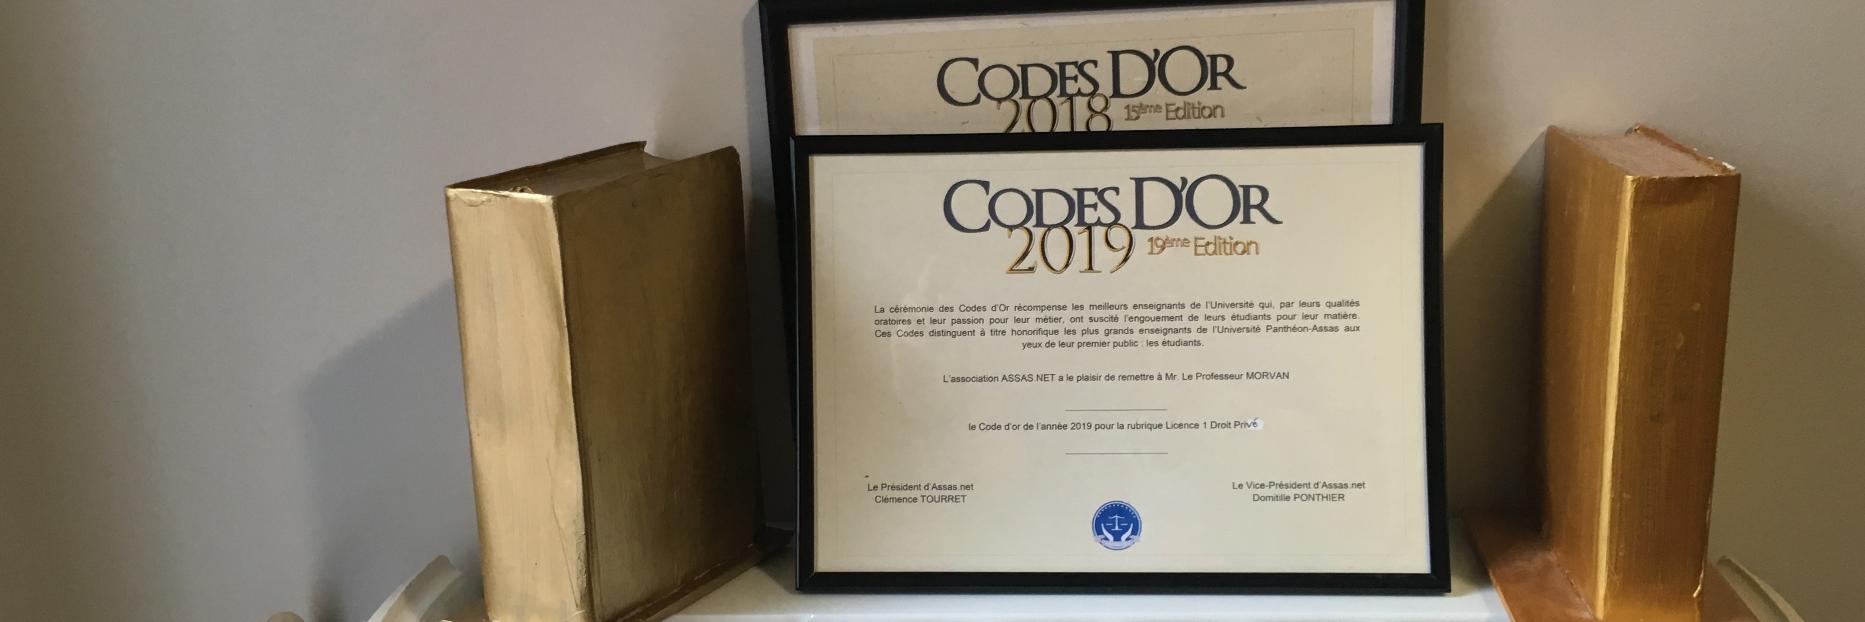 CODES D'OR
2018 15ème Edition
CODES D'OR
2019 19ème Edition
La cérémonie des Codes d'Or récompense les meilleurs enseignants de l'Université qui, par leurs qualités
oratoires et leur passion pour leur métier, ont suscité l'engouement de leurs étudiants pour leur matière.
Ces Codes distinguent à titre honorifique les plus grands enseignants de l'Université Panthéon-Assas aux
yeux de leur premier public : les étudiants.
L'association ASSAS.NET a le plaisir de remettre à Mr. Le Professeur MORVAN
le Code d'or de l'année 2019 pour la rubrique Licence 1 Droit Privé
Le Président d'Assas.net
Clémence TOURRET
Le Vice-Président d'Assas.net
Domitille PONTHIER